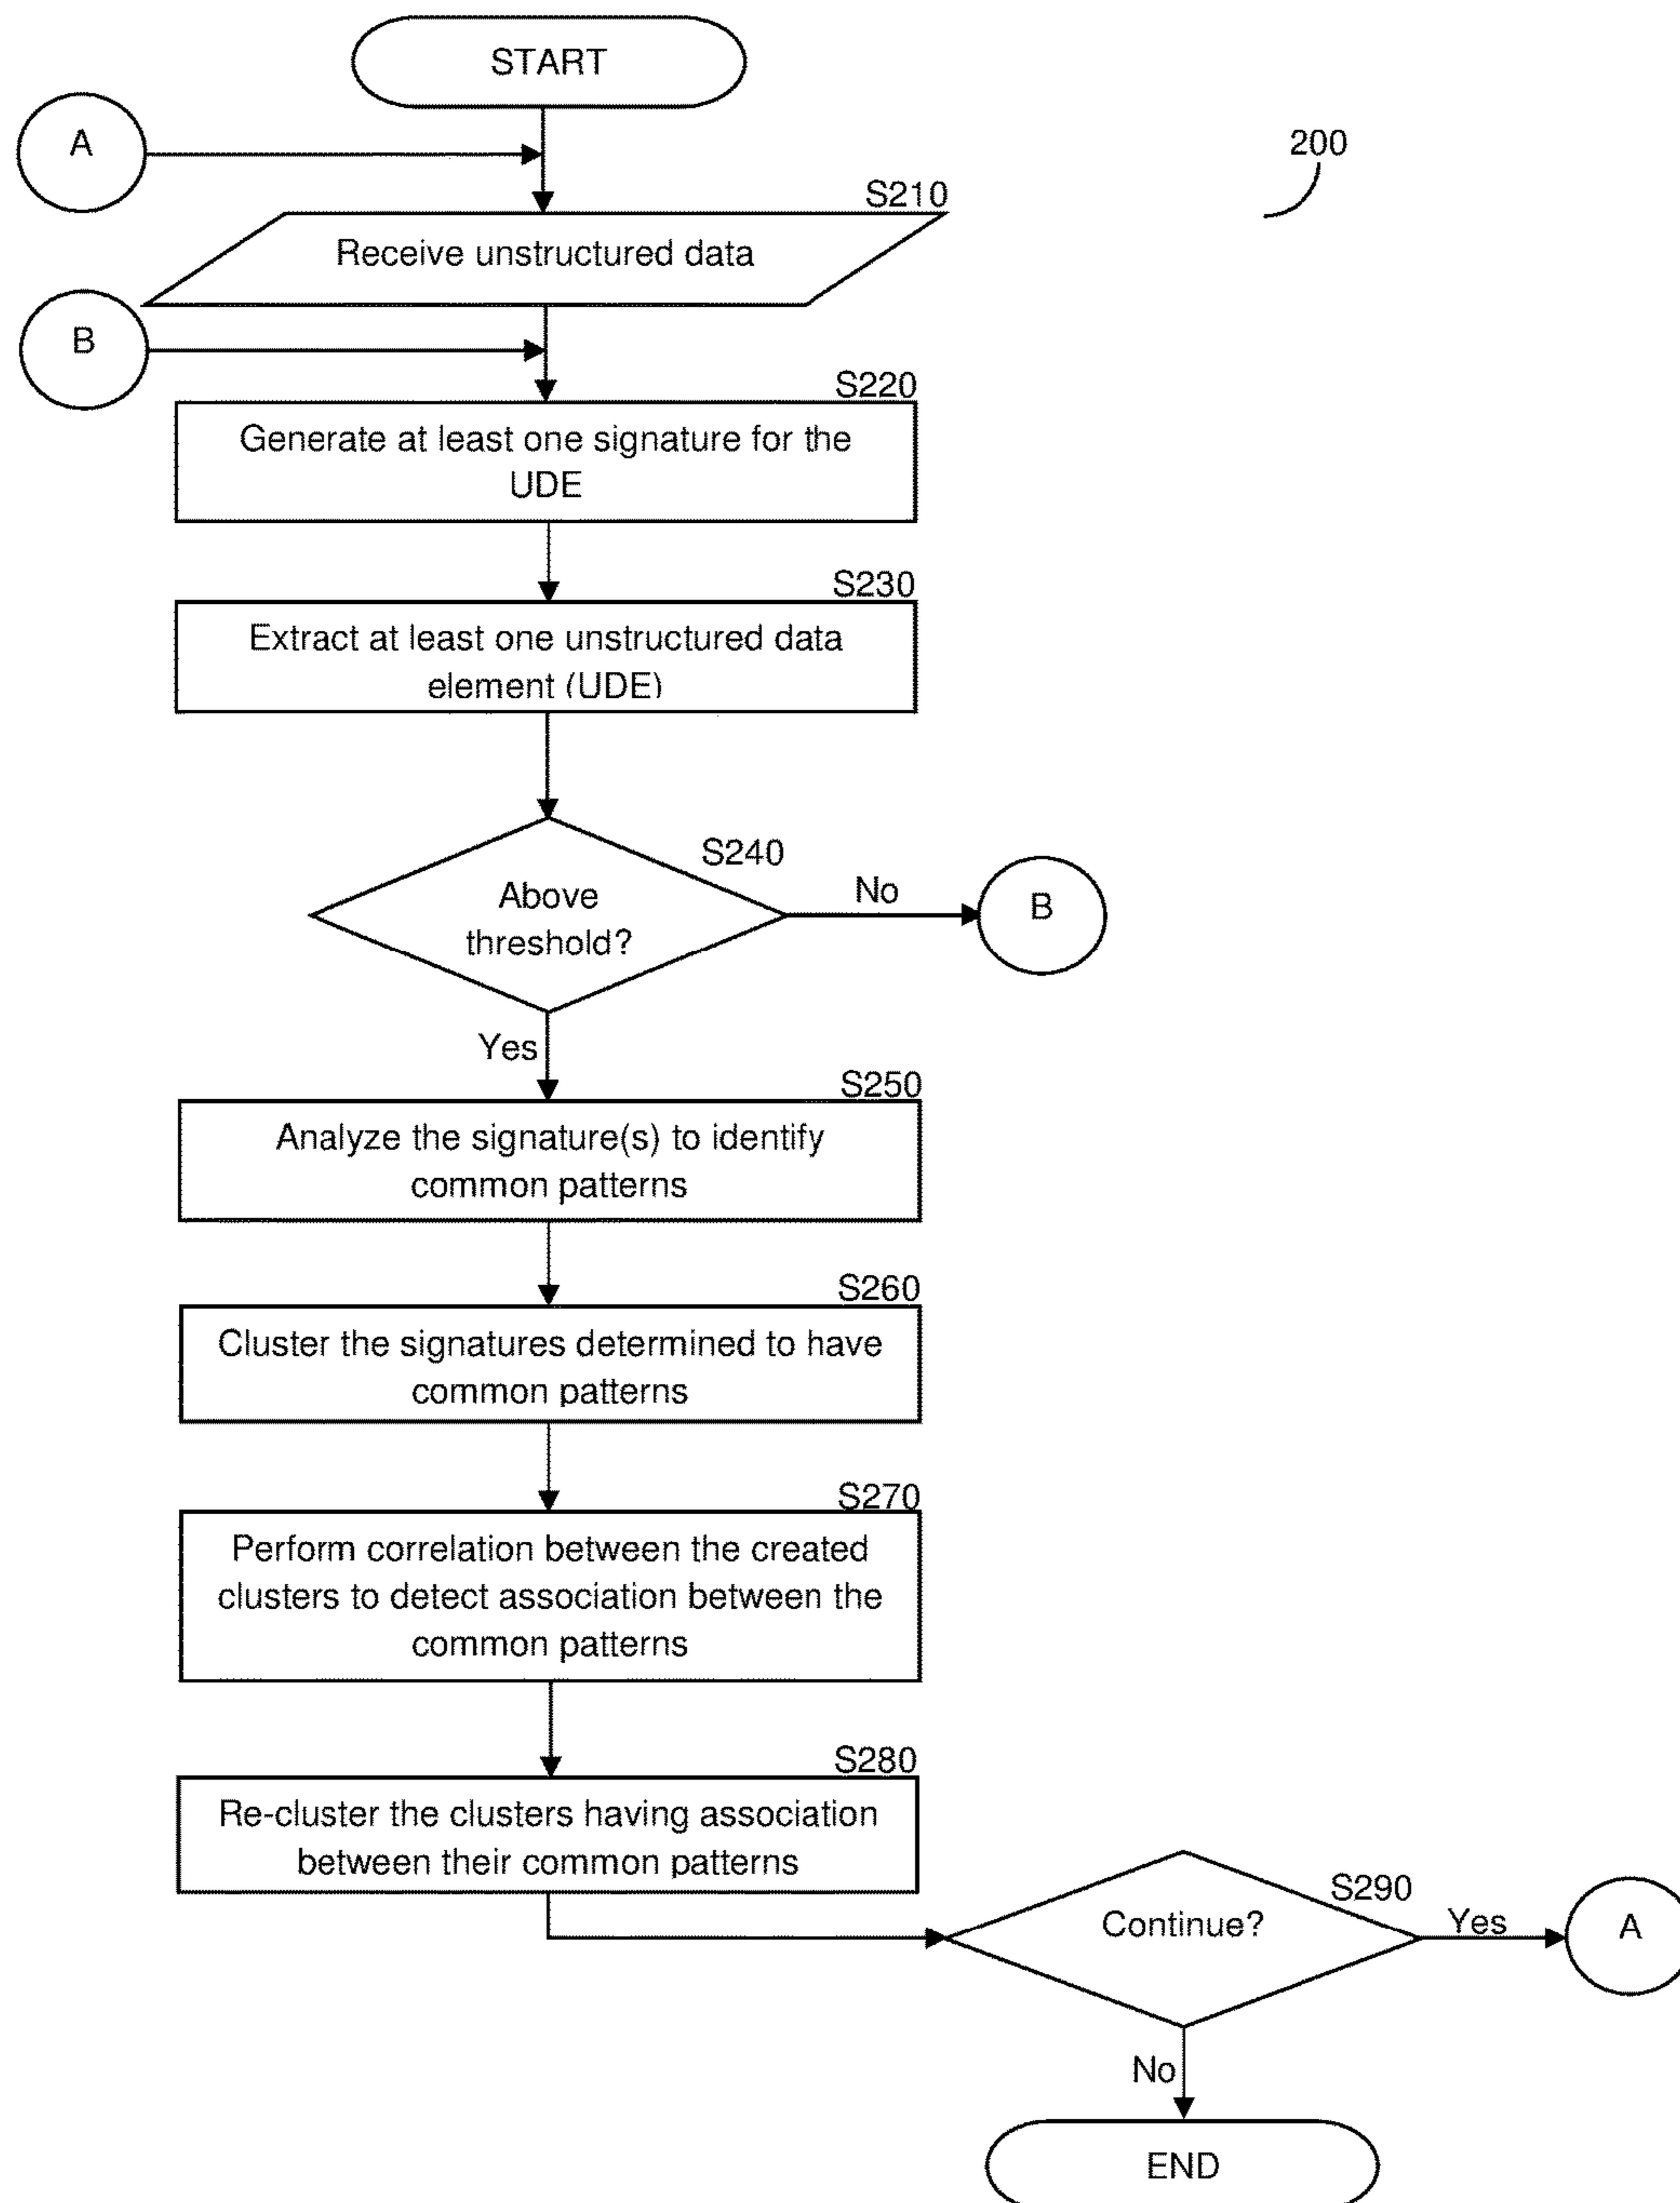 START
A
200
S210
Receive unstructured data
B
S220
Generate at least one signature for the
UDE
S230
Extract at least one unstructured data
element (UDE)
S240
Above
threshold?
No
B
Yes
S250
Analyze the signature(s) to identify
common patterns
S260
Cluster the signatures determined to have
common patterns
S270
Perform correlation between the created
clusters to detect association between the
common patterns
S280
Re-cluster the clusters having association
between their common patterns
S290
Continue?
Yes
A
No
END